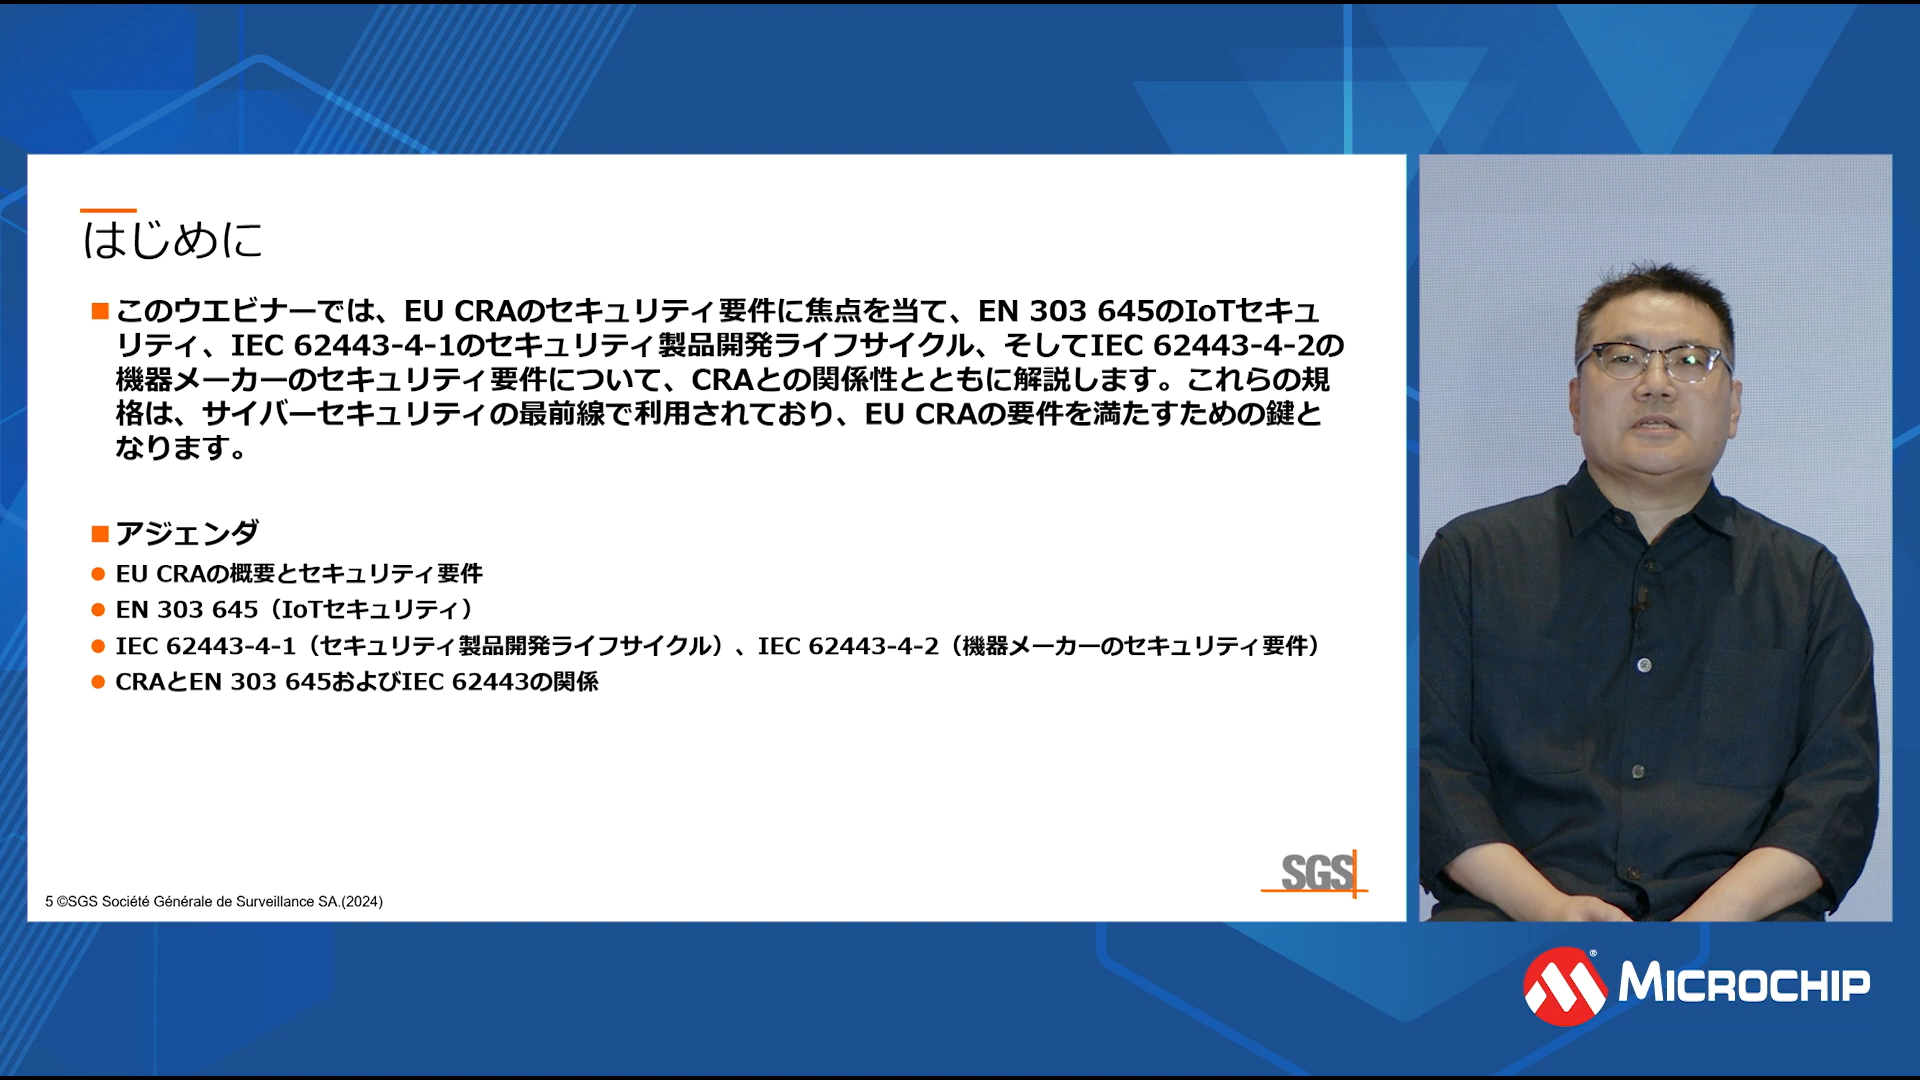 はじめに
このウエビナーでは、EU CRAのセキュリティ要件に焦点を当て、EN 303 645のIoTセキュ
リティ、IEC 62443-4-1のセキュリティ製品開発ライフサイクル、そしてIEC 62443-4-2の
機器メーカーのセキュリティ要件について、CRAとの関係性とともに解説します。これらの規
格は、サイバーセキュリティの最前線で利用されており、EU CRAの要件を満たすための鍵と
なります。
アジェンダ
EU CRAの概要とセキュリティ要件
EN 303 645（IoTセキュリティ）
IEC 62443-4-1（セキュリティ製品開発ライフサイクル）、IEC 62443-4-2（機器メーカーのセキュリティ要件）
CRAとEN 303 645およびIEC 62443の関係
SGS
5 ©SGS Société Générale de Surveillance SA.(2024)
® MICROCHIP